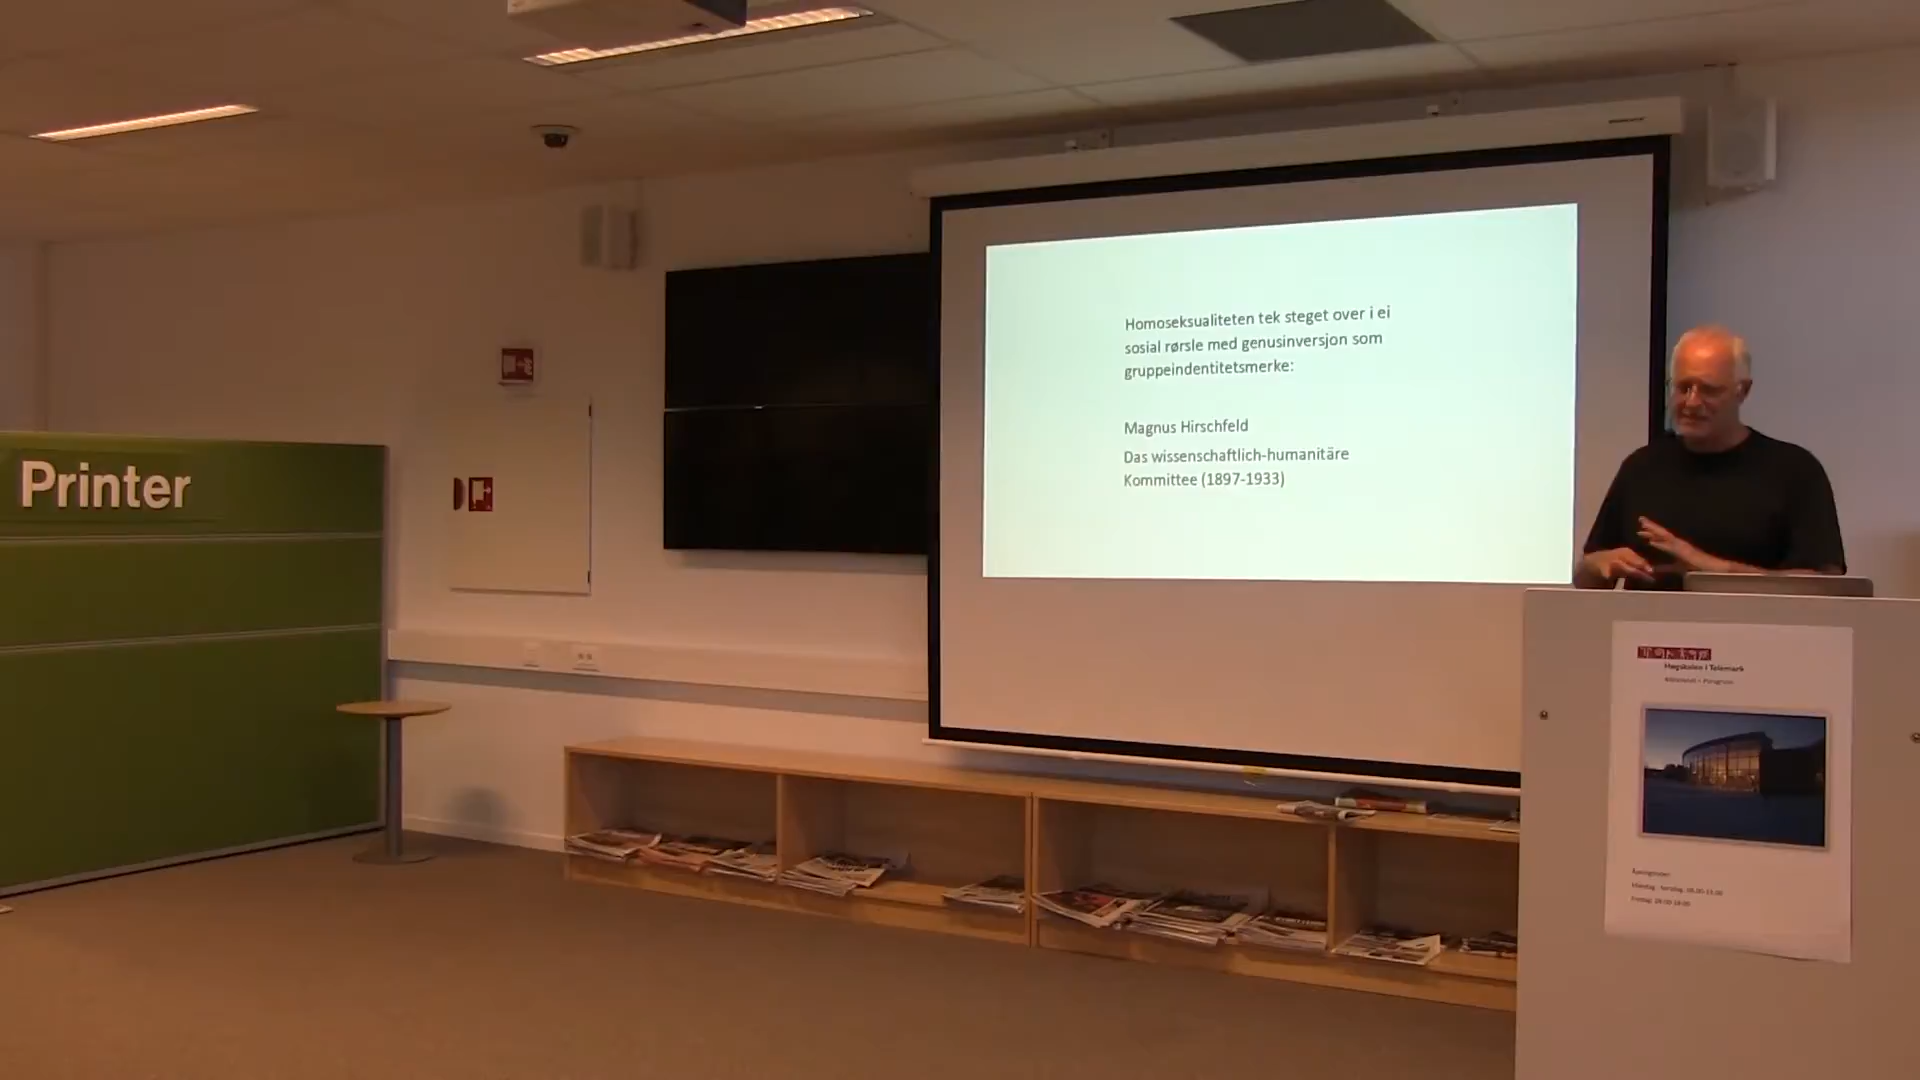 Printer
Homoseksualiteten tek steget over i ei
sosial rørsle med genusinversjon som
gruppeindentitetsmerke:
Magnus Hirschfeld
Das wissenschaftlich-humanitäre
Kommittee (1897-1933)
Høgskolen i Telemark